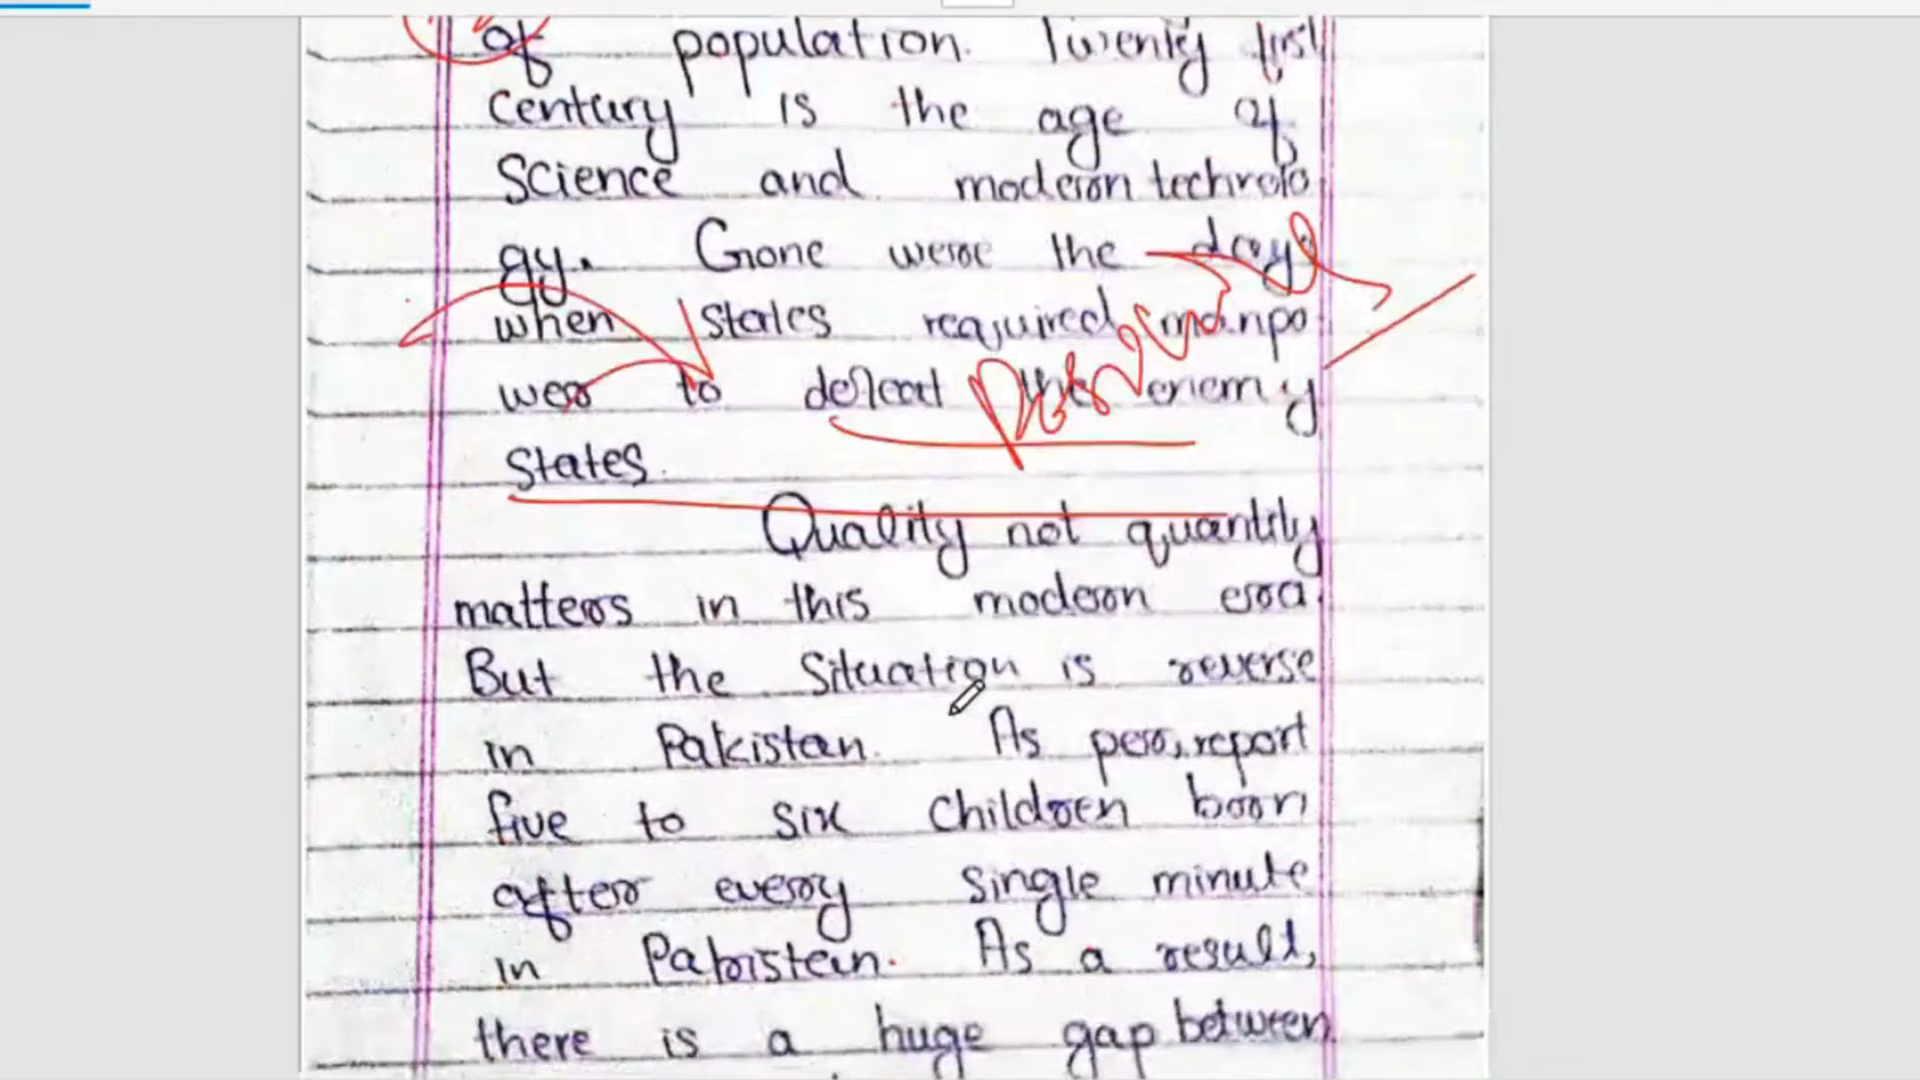 of population. Twenty first
century is the age of
Science and modern technolo
gy. Gone were the days
when states required manpo
wer to defeat the enemy
States.
Quality not quantity
matters in this modern era.
But the Situation is reverse
in Pakistan. As per, report
five to six children born
after every single minute
in Pakistan. As a result,
there is a huge gap between